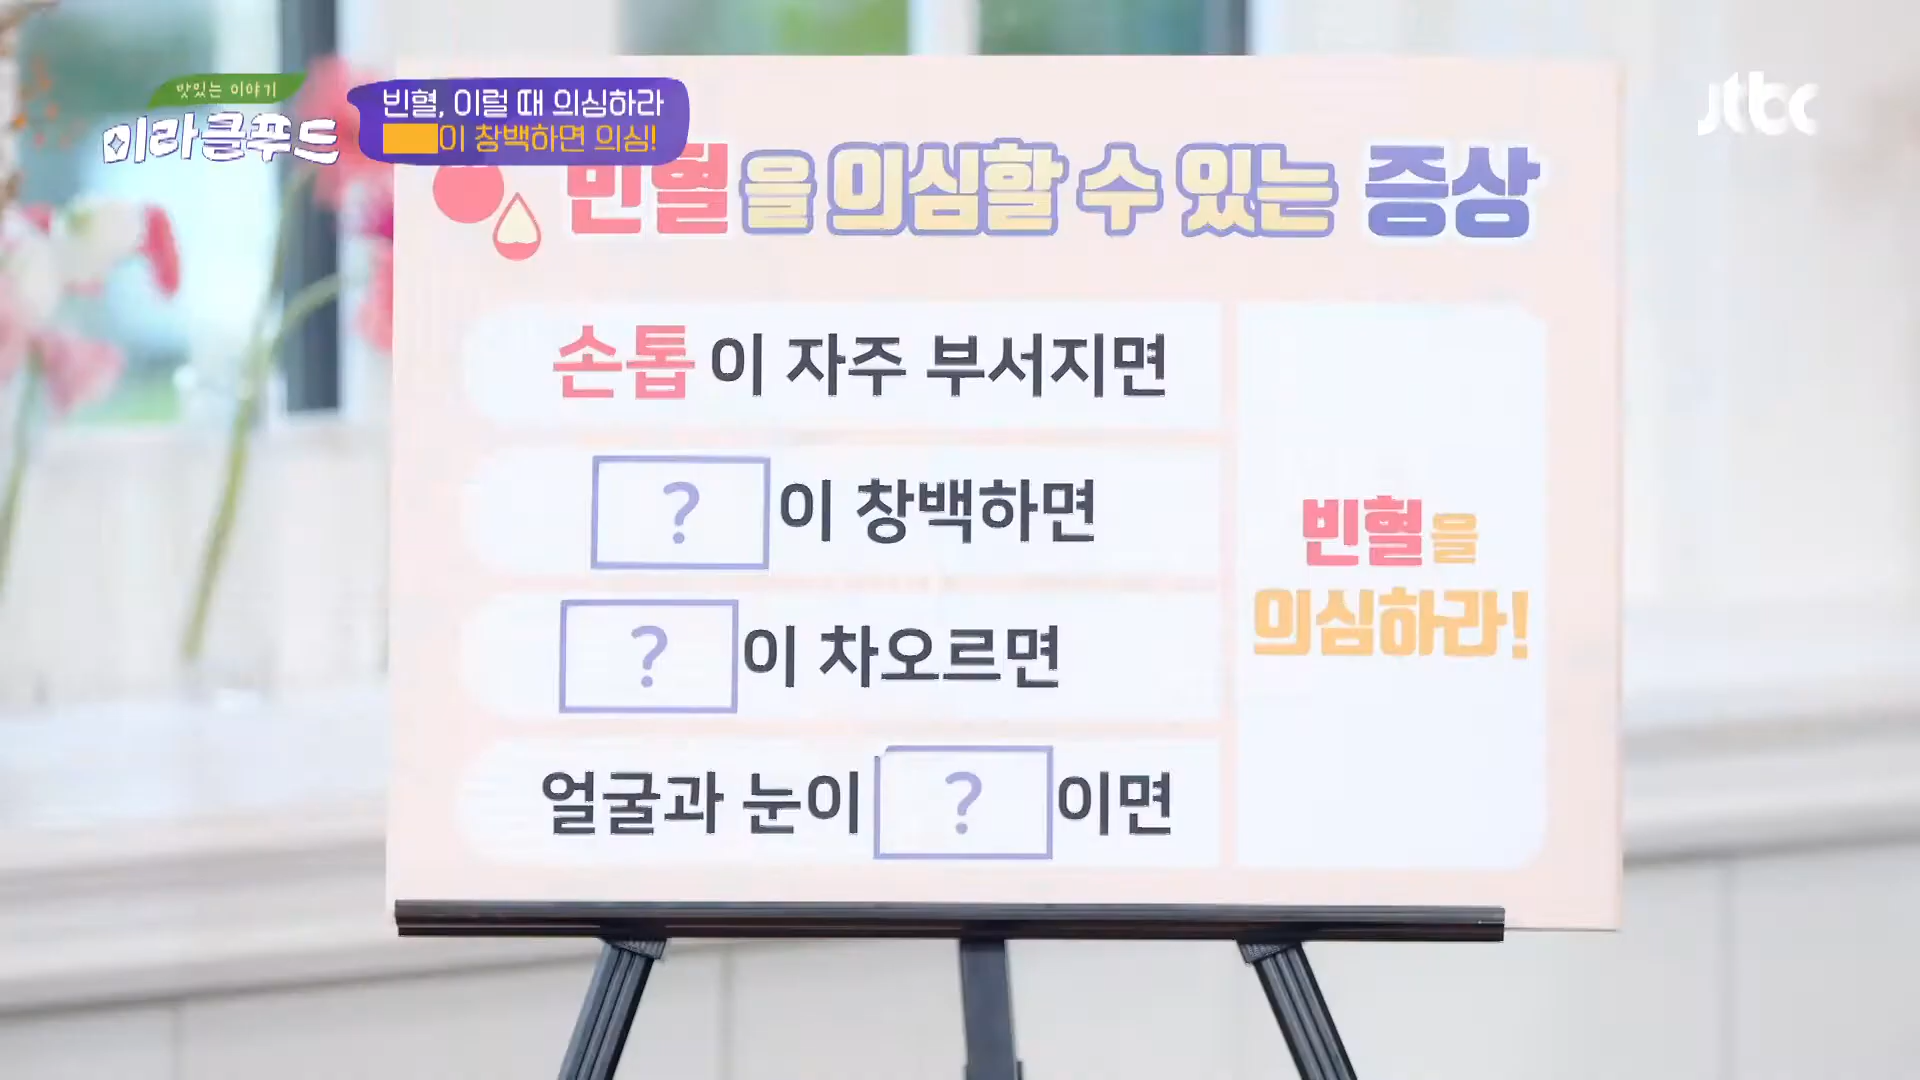 맛있는 이야기
미라클푸드
빈혈, 이럴 때 의심하라
이 창백하면 의심!
jtbc
빈혈을 의심할 수 있는 증상
손톱이 자주 부서지면
?이 창백하면
?이 차오르면
얼굴과 눈이 ?이면
빈혈을
의심하라!